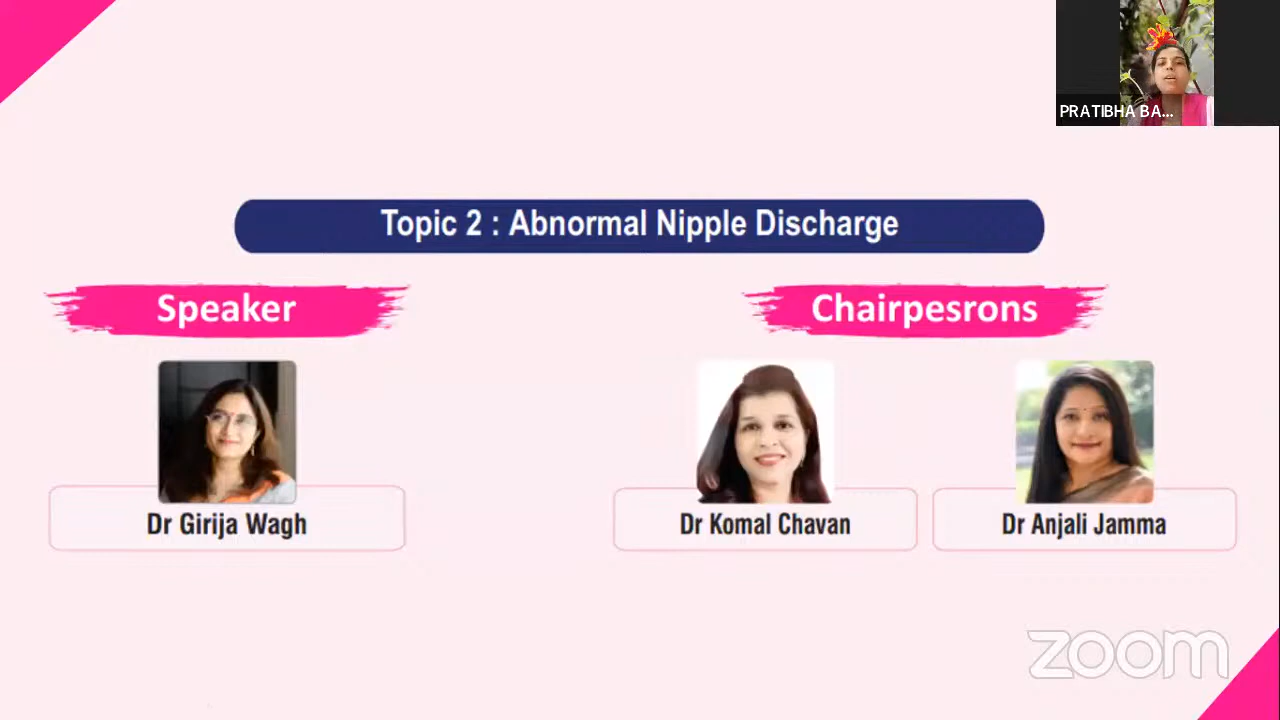 PRATIBHA BA...
Topic 2 : Abnormal Nipple Discharge
Speaker
Chairpesrons
Dr Girija Wagh
Dr Komal Chavan
Dr Anjali Jamma
zoom